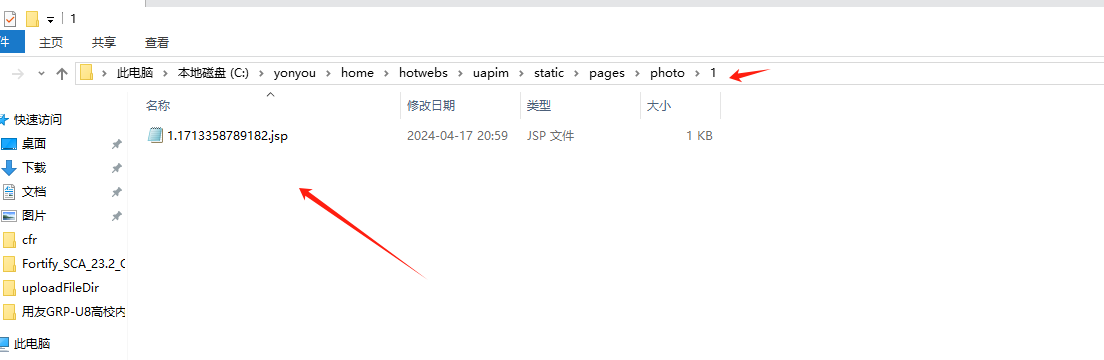 1
件 主页 共享 查看
此电脑 本地磁盘 (C:) yonyou home hotwebs uapim static pages photo 1
名称 修改日期 类型 大小
快速访问
1.1713358789182.jsp 2024-04-17 20:59 JSP 文件 1 KB
桌面
下载
文档
图片
cfr
Fortify_SCA_23.2_
uploadFileDir
用友GRP-U8高校内
此电脑